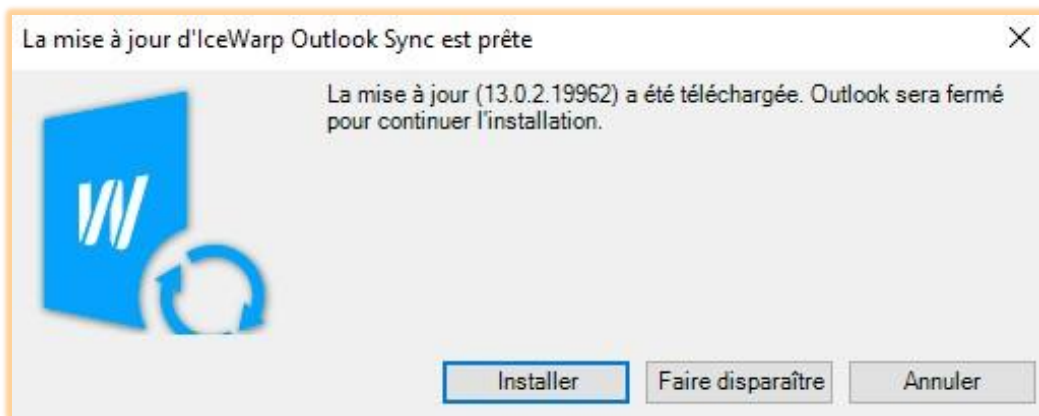 La mise à jour d'IceWarp Outlook Sync est prête
La mise à jour (13.0.2.19962) a été téléchargée. Outlook sera fermé
pour continuer l'installation.
Installer Faire disparaître Annuler